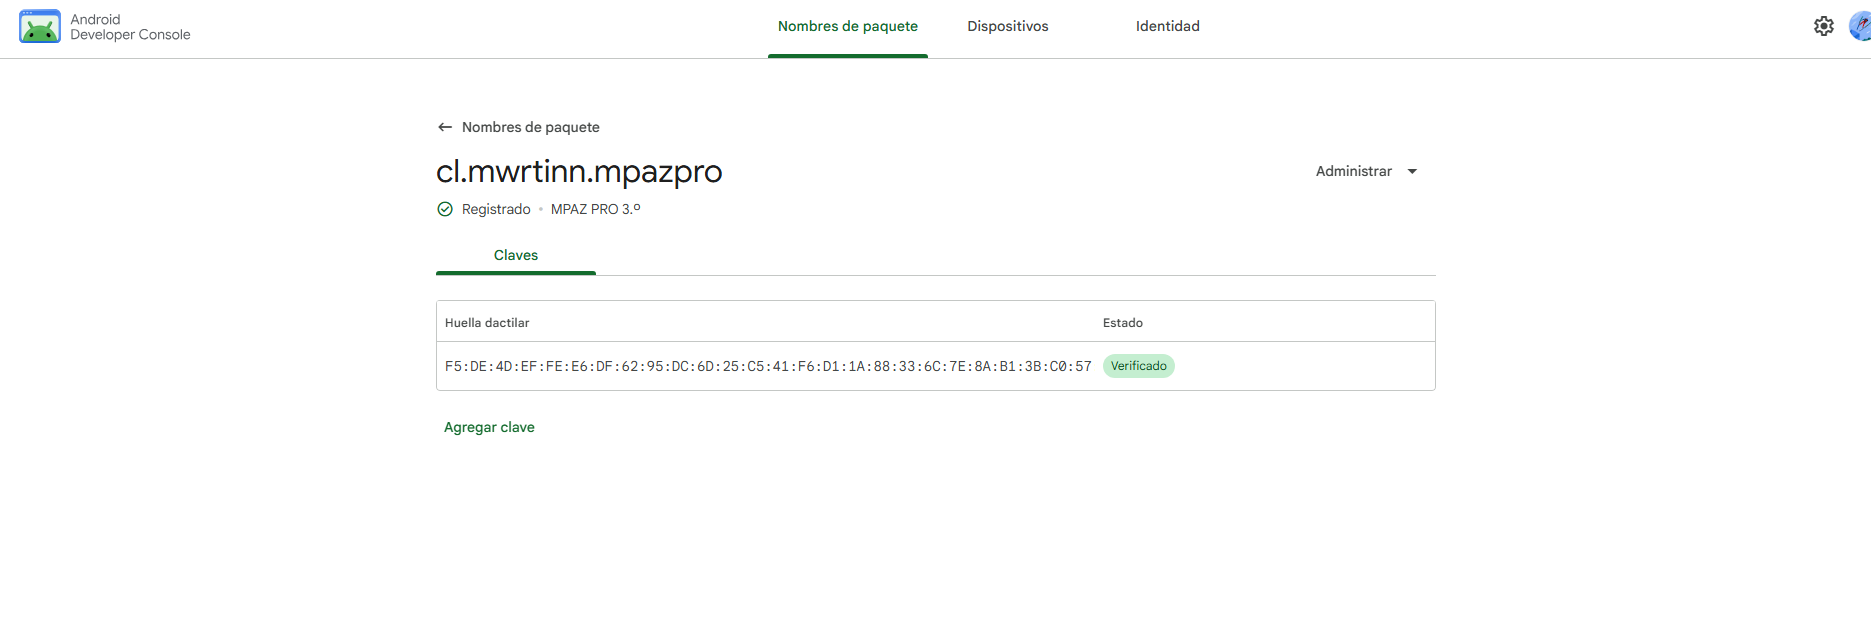 Android
Developer Console
Nombres de paquete
Dispositivos
Identidad
Nombres de paquete
cl.mwrtinn.mpazpro
Administrar
Registrado • MPAZ PRO 3.º
Claves
Huella dactilar Estado
F5:DE:4D:EF:FE:E6:DF:62:95:DC:6D:25:C5:41:F6:D1:1A:88:33:6C:7E:8A:B1:3B:C0:57 Verificado
Agregar clave